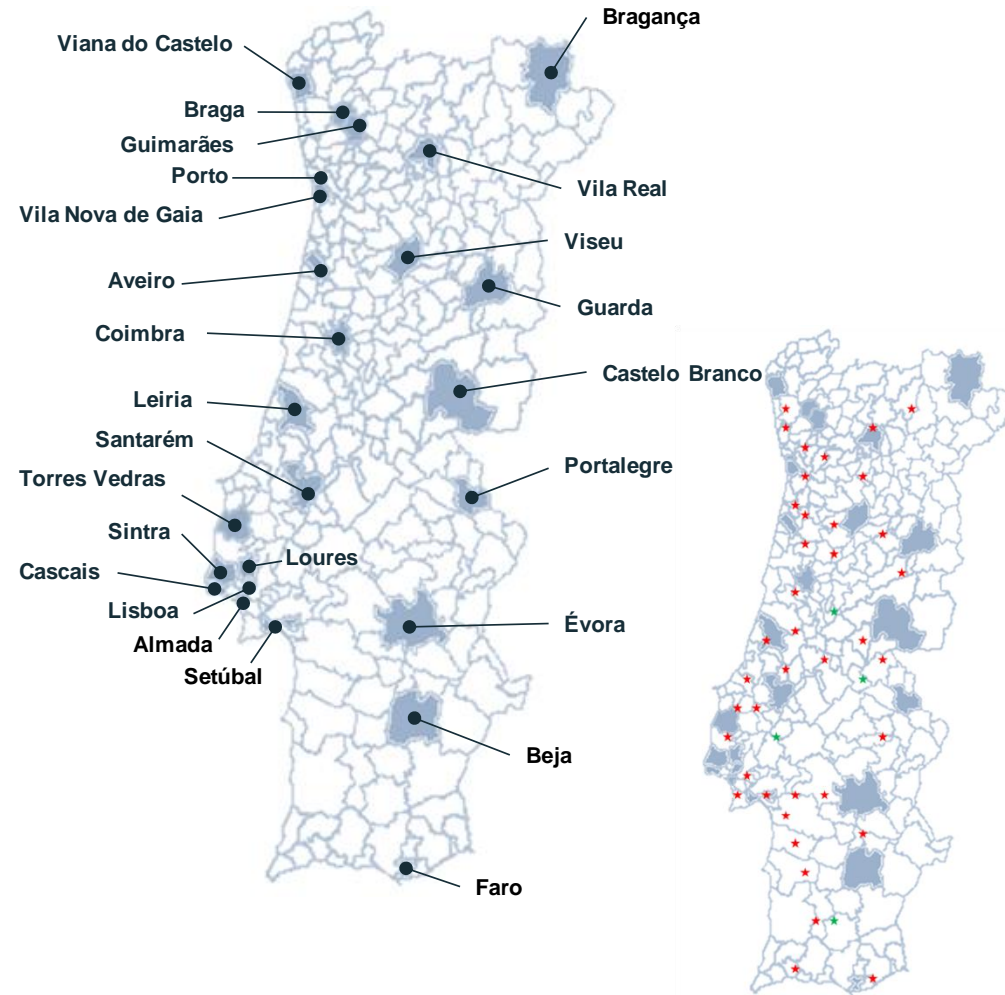 Bragança
Viana do Castelo
Braga
Guimarães
Porto
Vila Real
Vila Nova de Gaia
Viseu
Aveiro
Guarda
Coimbra
Castelo Branco
Leiria
Santarém
Portalegre
Torres Vedras
Sintra
Loures
Cascais
Lisboa
Évora
Almada
Setúbal
Beja
Faro